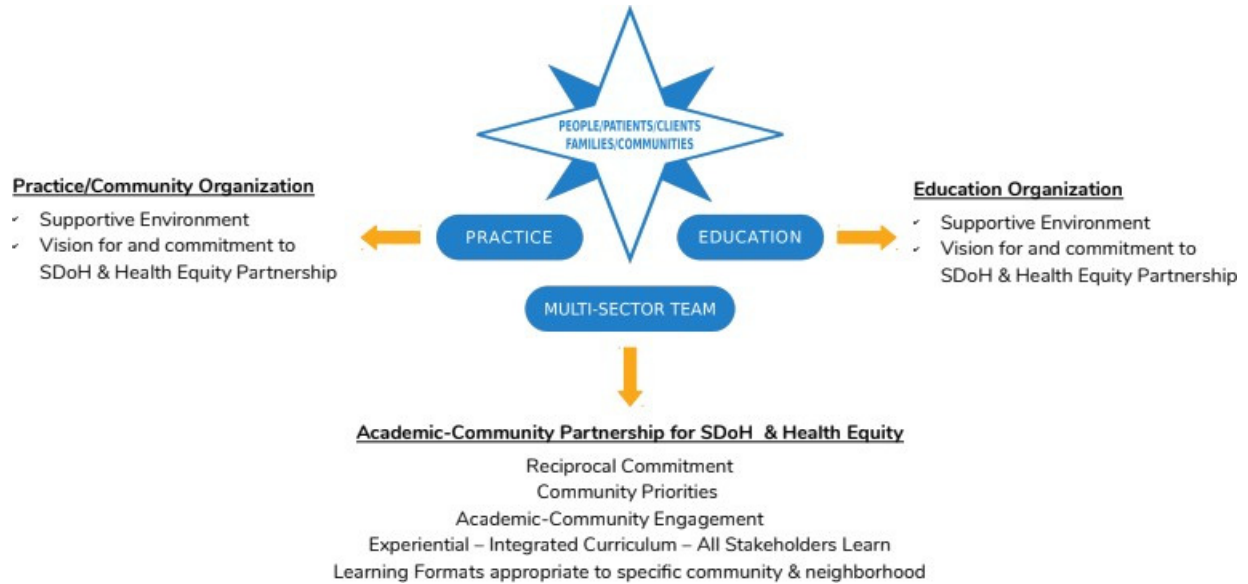 PEOPLE/PATIENTS/CLIENTS
FAMILIES/COMMUNITIES
Practice/Community Organization
✓ Supportive Environment
✓ Vision for and commitment to
SDoH & Health Equity Partnership
PRACTICE
EDUCATION
Education Organization
✓ Supportive Environment
✓ Vision for and commitment to
SDoH & Health Equity Partnership
MULTI-SECTOR TEAM
Academic-Community Partnership for SDoH & Health Equity
Reciprocal Commitment
Community Priorities
Academic-Community Engagement
Experiential – Integrated Curriculum – All Stakeholders Learn
Learning Formats appropriate to specific community & neighborhood